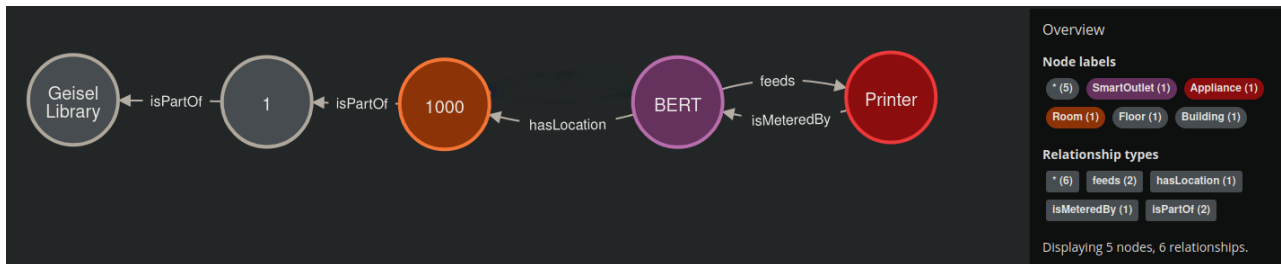 Geisel
Library
isPartOf
1
isPartOf
1000
hasLocation
BERT
feeds
isMeteredBy
Printer
Overview
Node labels
* (5) SmartOutlet (1) Appliance (1)
Room (1) Floor (1) Building (1)
Relationship types
* (6) feeds (2) hasLocation (1)
isMeteredBy (1) isPartOf (2)
Displaying 5 nodes, 6 relationships.